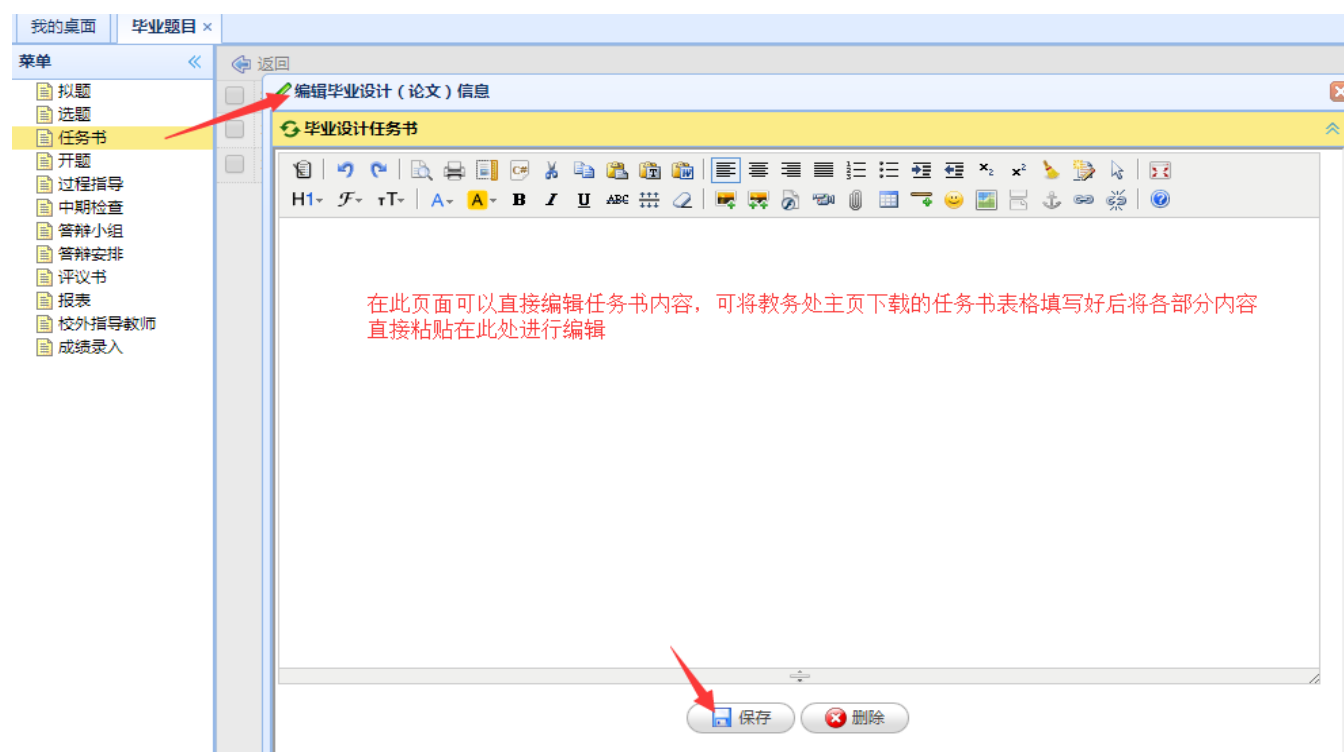 我的桌面 毕业题目 ×
菜单
返回
拟题
选题
任务书
开题
过程指导
中期检查
答辩小组
答辩安排
评议书
报表
校外指导教师
成绩录入
编辑毕业设计（论文）信息
毕业设计任务书
H1 F тT A A B I U ABC
在此页面可以直接编辑任务书内容，可将教务处主页下载的任务书表格填写好后将各部分内容
直接粘贴在此处进行编辑
保存 删除